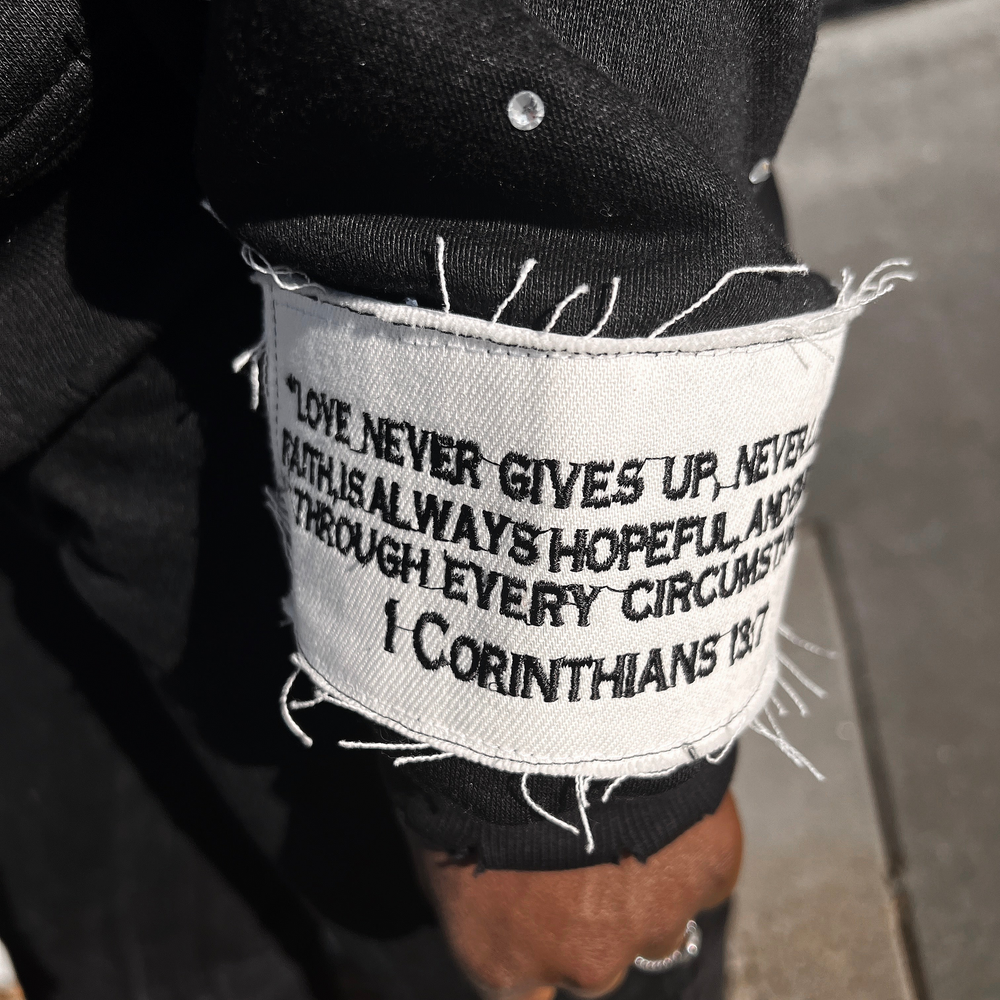 "LOVE NEVER GIVES UP, NEVER
FAITH, IS ALWAYS HOPEFUL, AND
THROUGH EVERY
1 CORINTHIANS 13:7